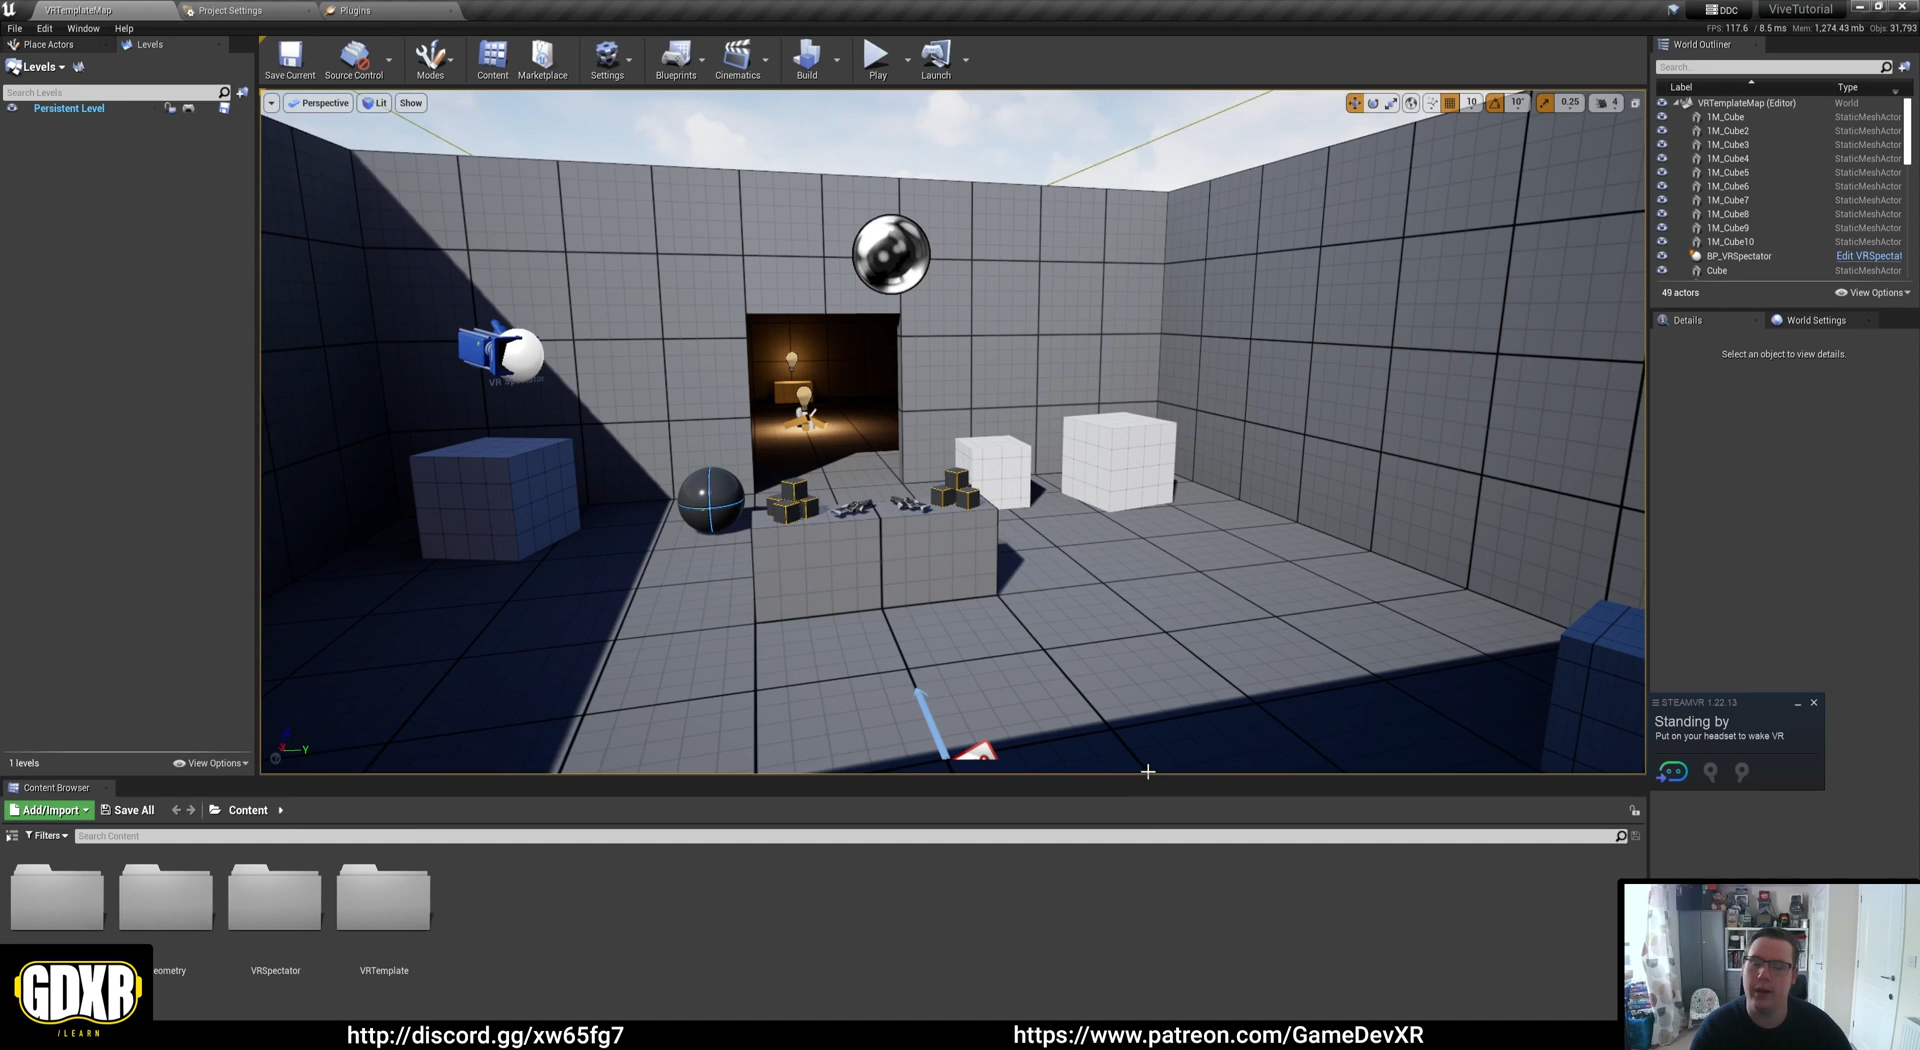 VRTemplateMap
Project Settings
Plugins
DDC
ViveTutorial
File Edit Window Help
FPS: 117.6 / 8.5 ms Mem: 1,274.43 mb Objs: 31,793
Place Actors
Levels
Levels
Search Levels
Persistent Level
1 levels
View Options
Save Current
Source Control
Modes
Content
Marketplace
Settings
Blueprints
Cinematics
Build
Play
Launch
Perspective
Lit
Show
10
10°
0.25
4
VR Spectator
Y
World Outliner
Search...
Label Type
VRTemplateMap (Editor) World
1M_Cube StaticMeshActor
1M_Cube2 StaticMeshActor
1M_Cube3 StaticMeshActor
1M_Cube4 StaticMeshActor
1M_Cube5 StaticMeshActor
1M_Cube6 StaticMeshActor
1M_Cube7 StaticMeshActor
1M_Cube8 StaticMeshActor
1M_Cube9 StaticMeshActor
1M_Cube10 StaticMeshActor
BP_VRSpectator Edit VRSpectat
Cube StaticMeshActor
49 actors
View Options
Details
World Settings
Select an object to view details.
STEAMVR 1.22.13
Standing by
Put on your headset to wake VR
Content Browser
Add/Import
Save All
Content
Filters
Search Content
eometry
VRSpectator
VRTemplate
GDXR
/LEARN
http://discord.gg/xw65fg7
https://www.patreon.com/GameDevXR